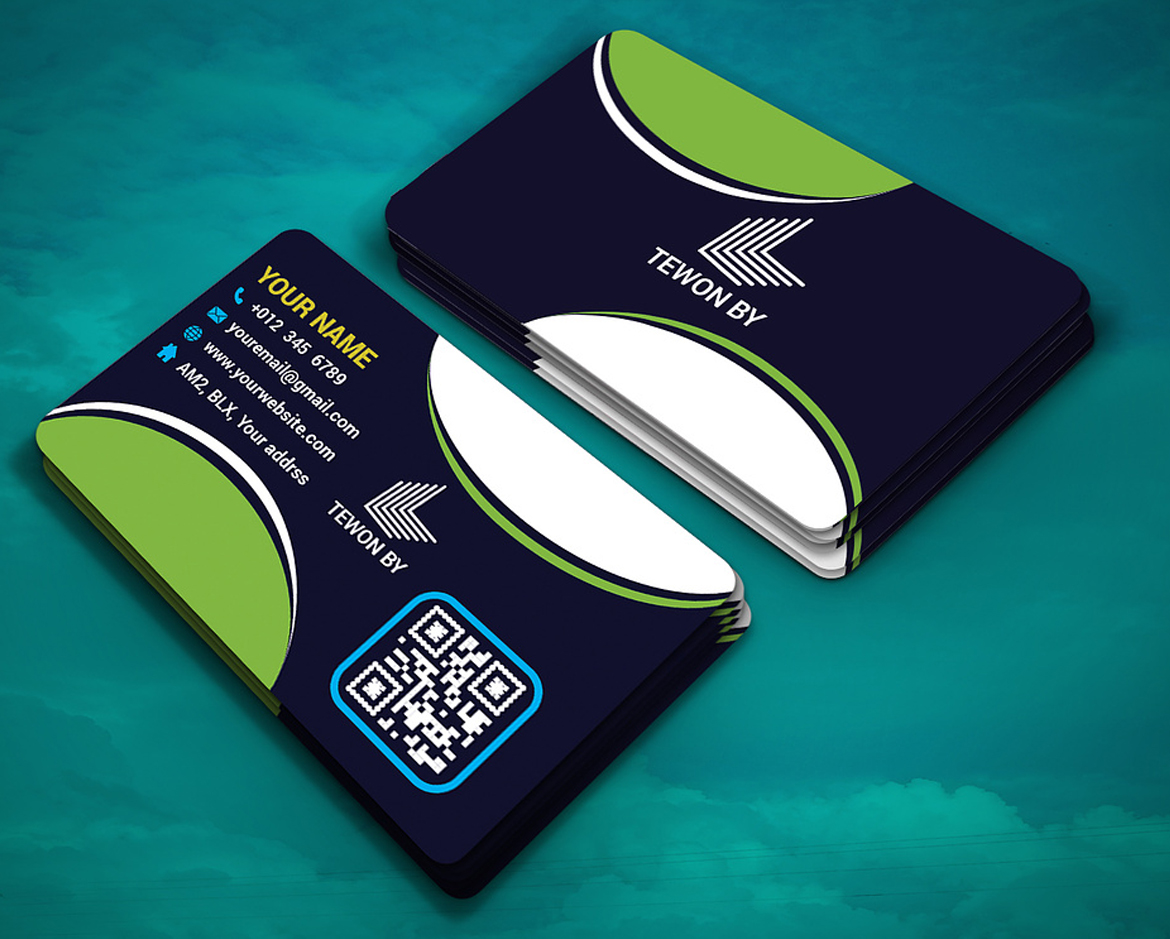 YOUR NAME
+012 345 6789
youremail@gmail.com
www.yourwebsite.com
AM2, BLX, Your addrss
TEWON BY
TEWON BY